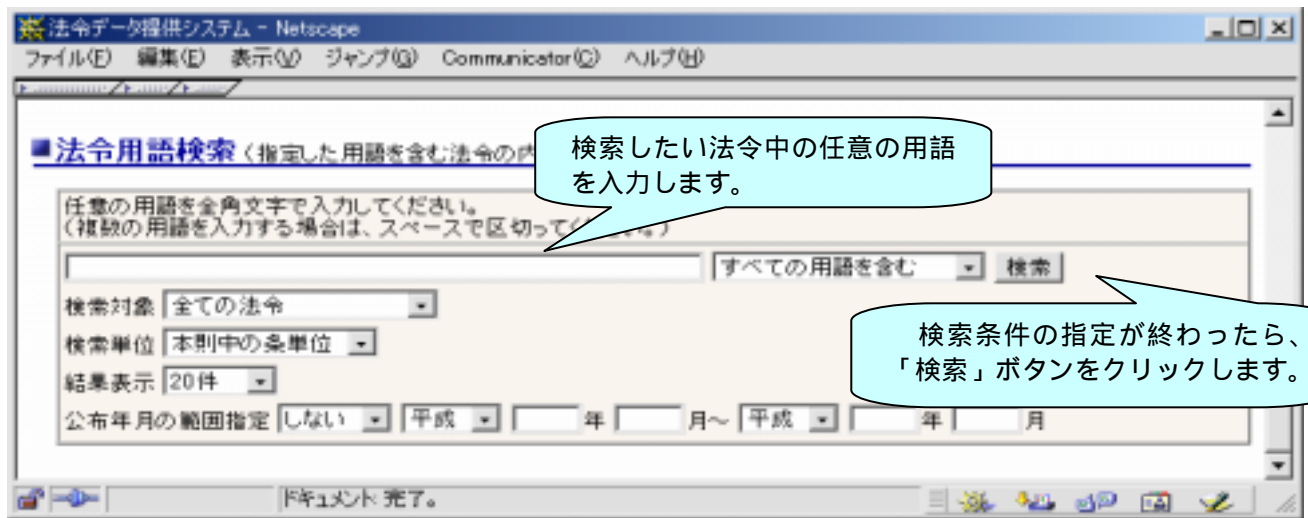 法令データ提供システム - Netscape
ファイル(F) 編集(E) 表示(V) ジャンプ(G) Communicator(C) ヘルプ(H)
■法令用語検索（指定した用語を含む法令の内
検索したい法令中の任意の用語
を入力します。
任意の用語を全角文字で入力してください。
（複数の用語を入力する場合は、スペースで区切ってください。）
すべての用語を含む 検索
検索対象 全ての法令
検索単位 本則中の条単位
検索条件の指定が終わったら、
「検索」ボタンをクリックします。
結果表示 20件
公布年月の範囲指定 しない 平成 年 月～ 平成 年 月
ドキュメント: 完了。